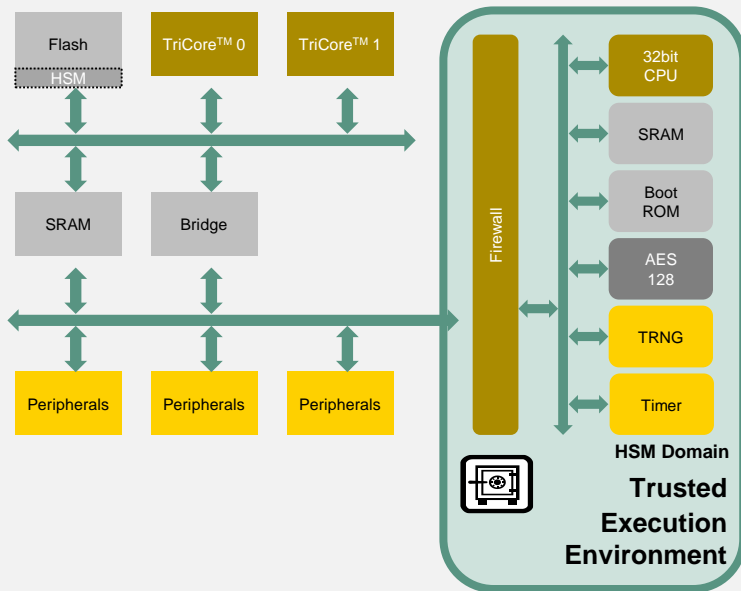 Flash
HSM
TriCore™ 0
TriCore™ 1
SRAM
Bridge
Peripherals
Peripherals
Peripherals
Firewall
32bit
CPU
SRAM
Boot
ROM
AES
128
TRNG
Timer
HSM Domain
Trusted
Execution
Environment